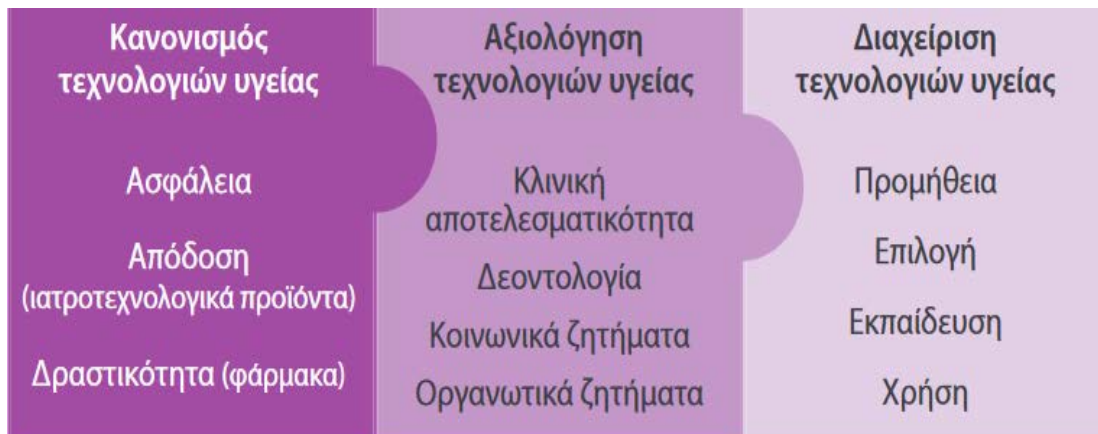 Κανονισμός
τεχνολογιών υγείας
Ασφάλεια
Απόδοση
(ιατροτεχνολογικά προϊόντα)
Δραστικότητα (φάρμακα)
Αξιολόγηση
τεχνολογιών υγείας
Κλινική
αποτελεσματικότητα
Δεοντολογία
Κοινωνικά ζητήματα
Οργανωτικά ζητήματα
Διαχείριση
τεχνολογιών υγείας
Προμήθεια
Επιλογή
Εκπαίδευση
Χρήση